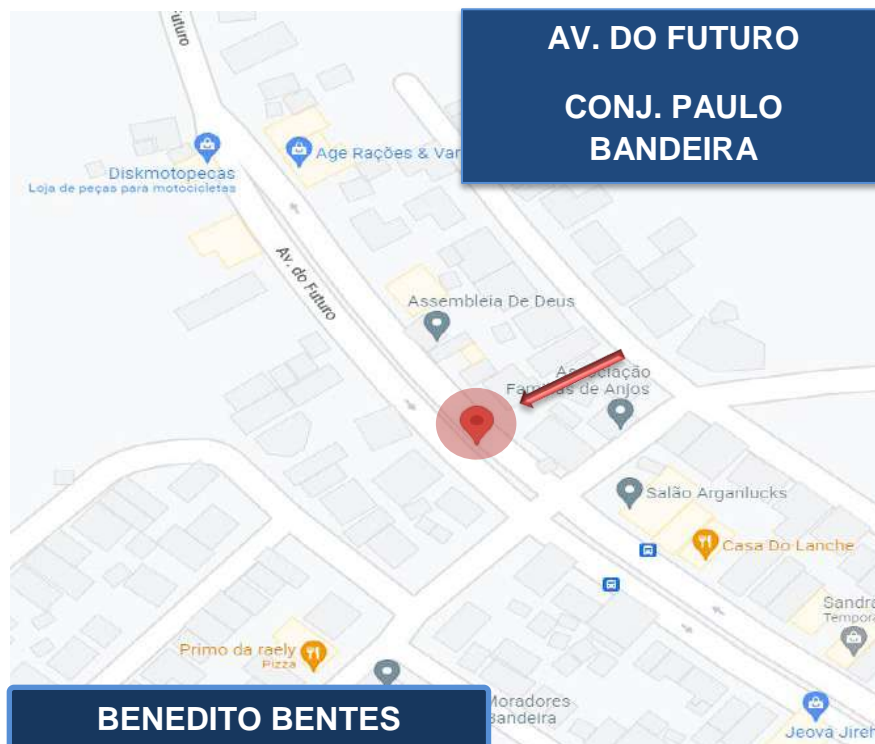 Futuro
AV. DO FUTURO
CONJ. PAULO
BANDEIRA
Diskmotopecas
Loja de peças para motocicletas
Age Rações & Var
Av. do Futuro
Assembleia De Deus
Associação
Familias de Anjos
Salão Arganlucks
Casa Do Lanche
Sandra
Tempora
Primo da raely
Pizza
Moradores
Bandeira
Jeova Jireh
BENEDITO BENTES